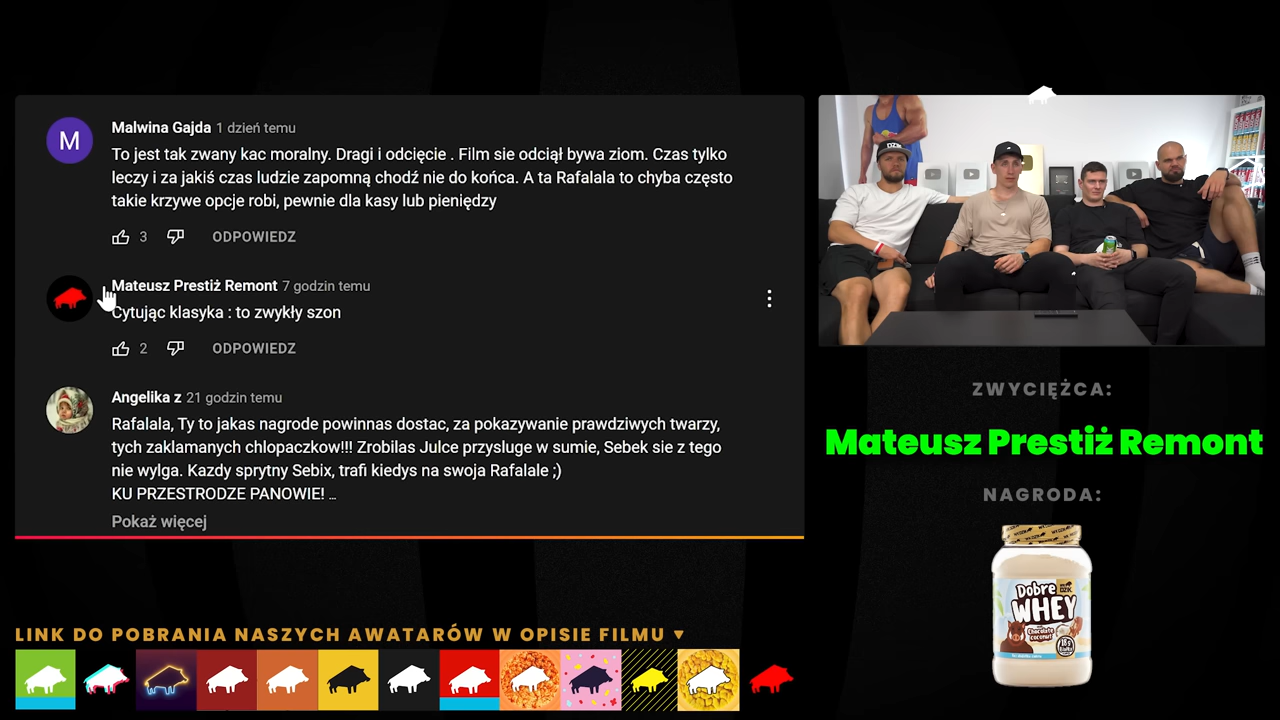 M
Malwina Gajda 1 dzień temu
To jest tak zwany kac moralny. Dragi i odcięcie . Film sie odciął bywa ziom. Czas tylko
leczy i za jakiś czas ludzie zapomną chodź nie do końca. A ta Rafalala to chyba często
takie krzywe opcje robi, pewnie dla kasy lub pieniędzy
3 ODPOWIEDZ
Mateusz Prestiż Remont 7 godzin temu
Cytując klasyka : to zwykły szon
2 ODPOWIEDZ
Angelika z 21 godzin temu
Rafalala, Ty to jakas nagrode powinnas dostac, za pokazywanie prawdziwych twarzy,
tych zaklamanych chlopaczkow!!! Zrobilas Julce przysluge w sumie, Sebek sie z tego
nie wylga. Kazdy sprytny Sebix, trafi kiedys na swoja Rafalale ;)
KU PRZESTRODZE PANOWIE! ...
Pokaż więcej
ZWYCIĘZCA:
Mateusz Prestiż Remont
NAGRODA:
Dobre
WHEY
Chocolate
coconut
LINK DO POBRANIA NASZYCH AWATARÓW W OPISIE FILMU ▼